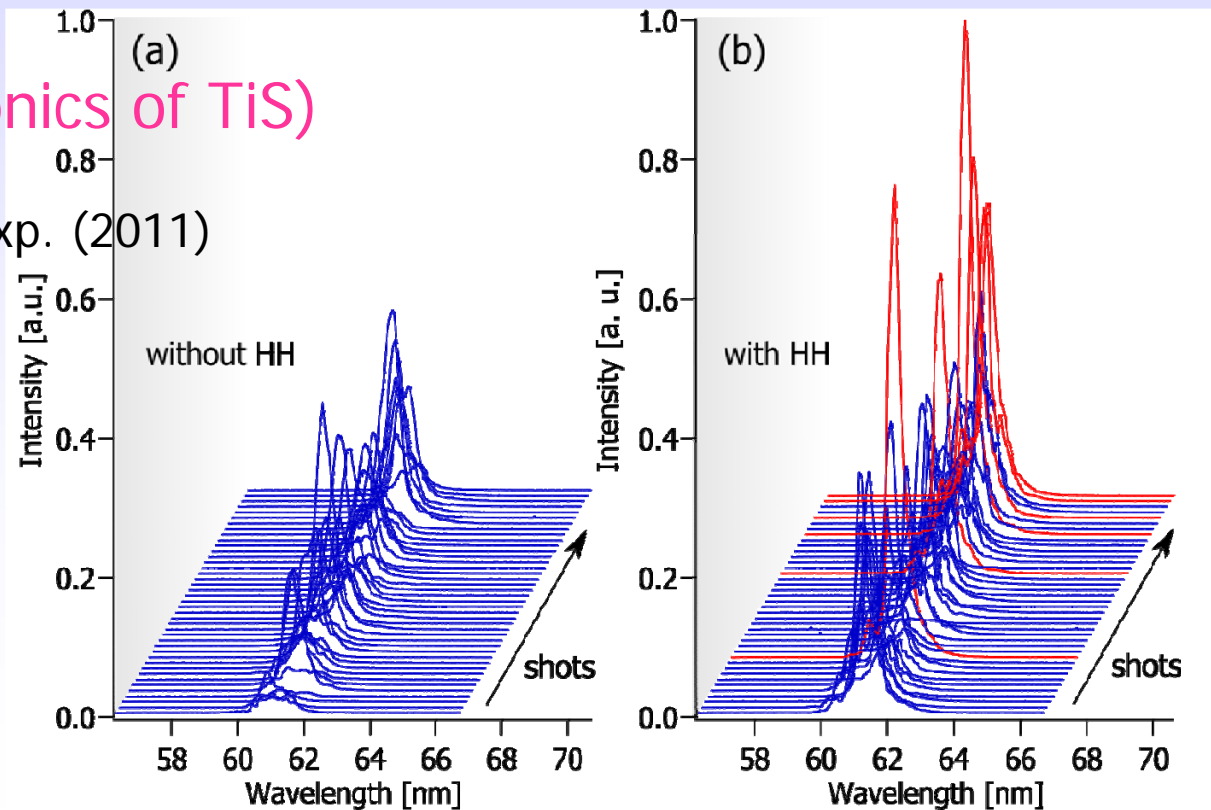 (a)
onics of TiS)
xp. (2011)
without HH
Intensity [a.u.]
1.0
0.8
0.6
0.4
0.2
0.0
shots
58 60 62 64 66 68 70
Wavelength [nm]
(b)
with HH
Intensity [a. u.]
1.0
0.8
0.6
0.4
0.2
0.0
shots
58 60 62 64 66 68 70
Wavelength [nm]